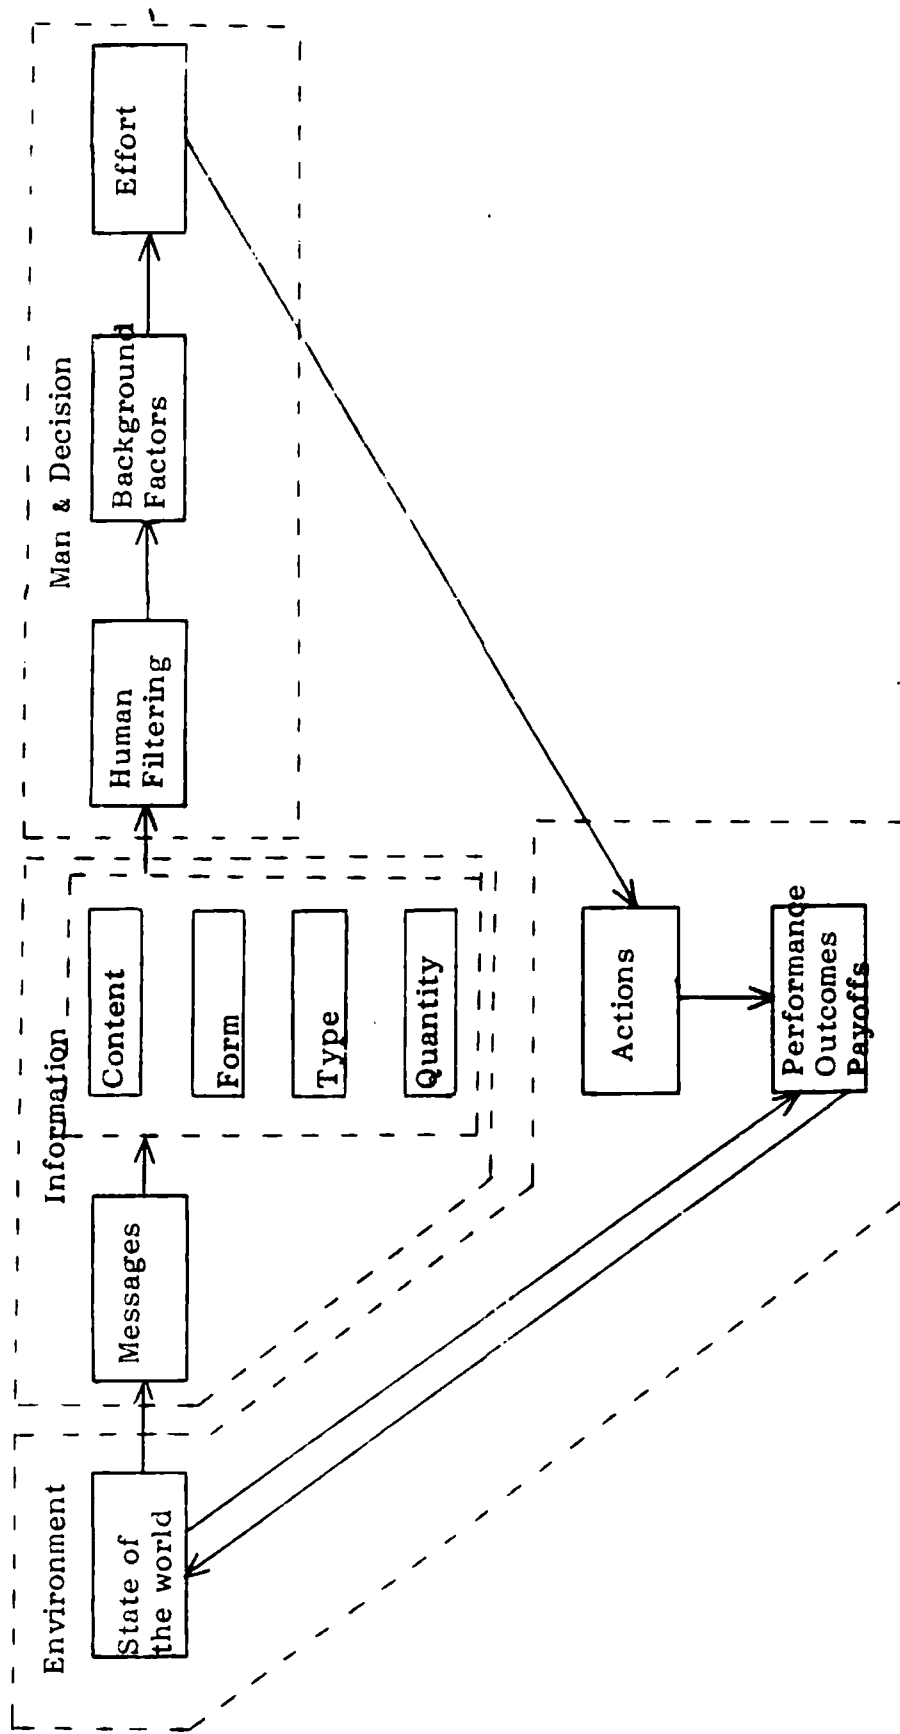 Environment
State of
the world
Information
Messages
Content
Form
Type
Quantity
Man & Decision
Human
Filtering
Background
Factors
Effort
Actions
Performance
Outcomes
Payoffs